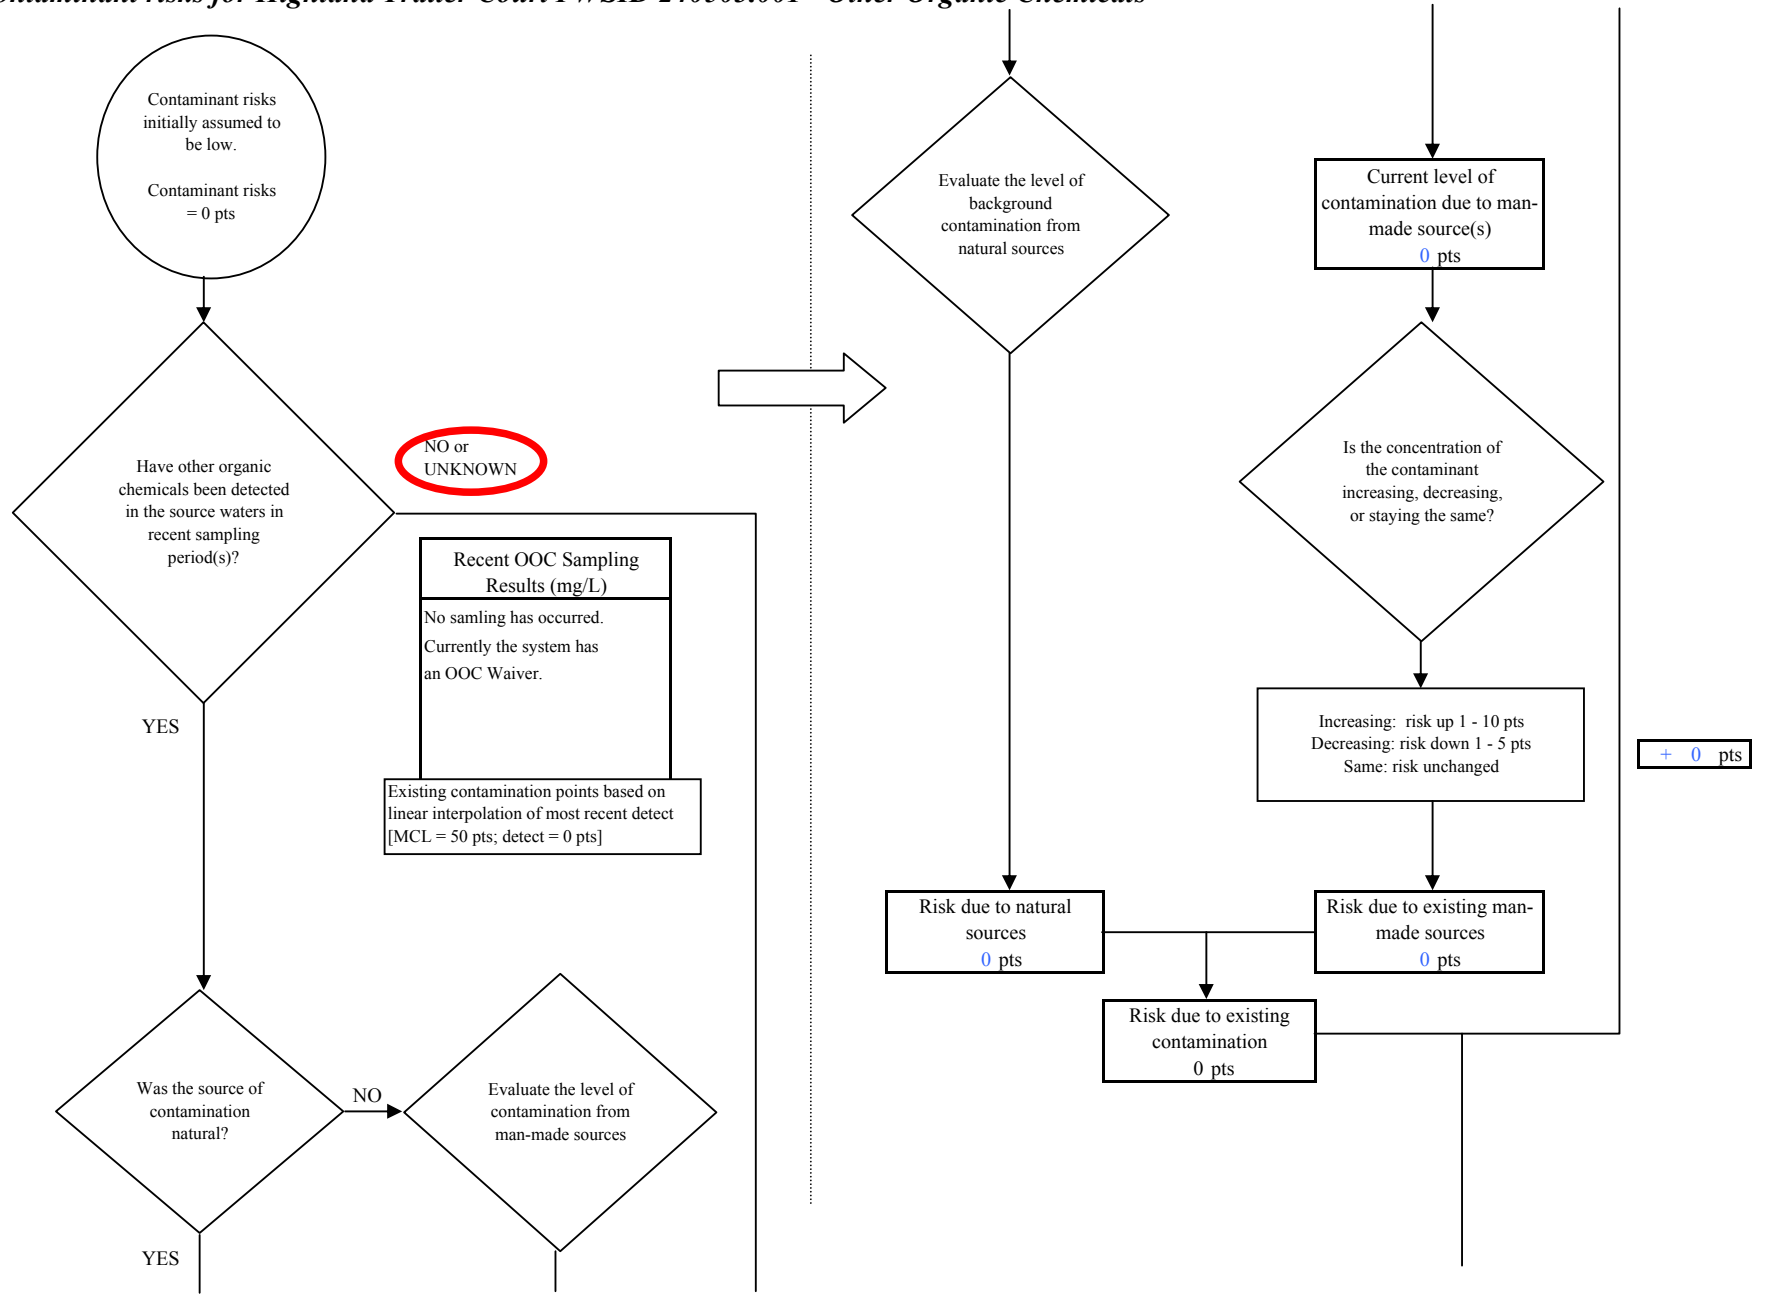 Contaminant risks
initially assumed to
be low.
Contaminant risks
= 0 pts
Have other organic
chemicals been detected
in the source waters in
recent sampling
period(s)?
NO or
UNKNOWN
Recent OOC Sampling
Results (mg/L)
No samling has occurred.
Currently the system has
an OOC Waiver.
YES
Existing contamination points based on
linear interpolation of most recent detect
[MCL = 50 pts; detect = 0 pts]
Was the source of
contamination
natural?
NO
Evaluate the level of
contamination from
man-made sources
YES
Evaluate the level of
background
contamination from
natural sources
Current level of
contamination due to man-
made source(s)
0 pts
Is the concentration of
the contaminant
increasing, decreasing,
or staying the same?
Increasing: risk up 1 - 10 pts
Decreasing: risk down 1 - 5 pts
Same: risk unchanged
+ 0 pts
Risk due to natural
sources
0 pts
Risk due to existing man-
made sources
0 pts
Risk due to existing
contamination
0 pts